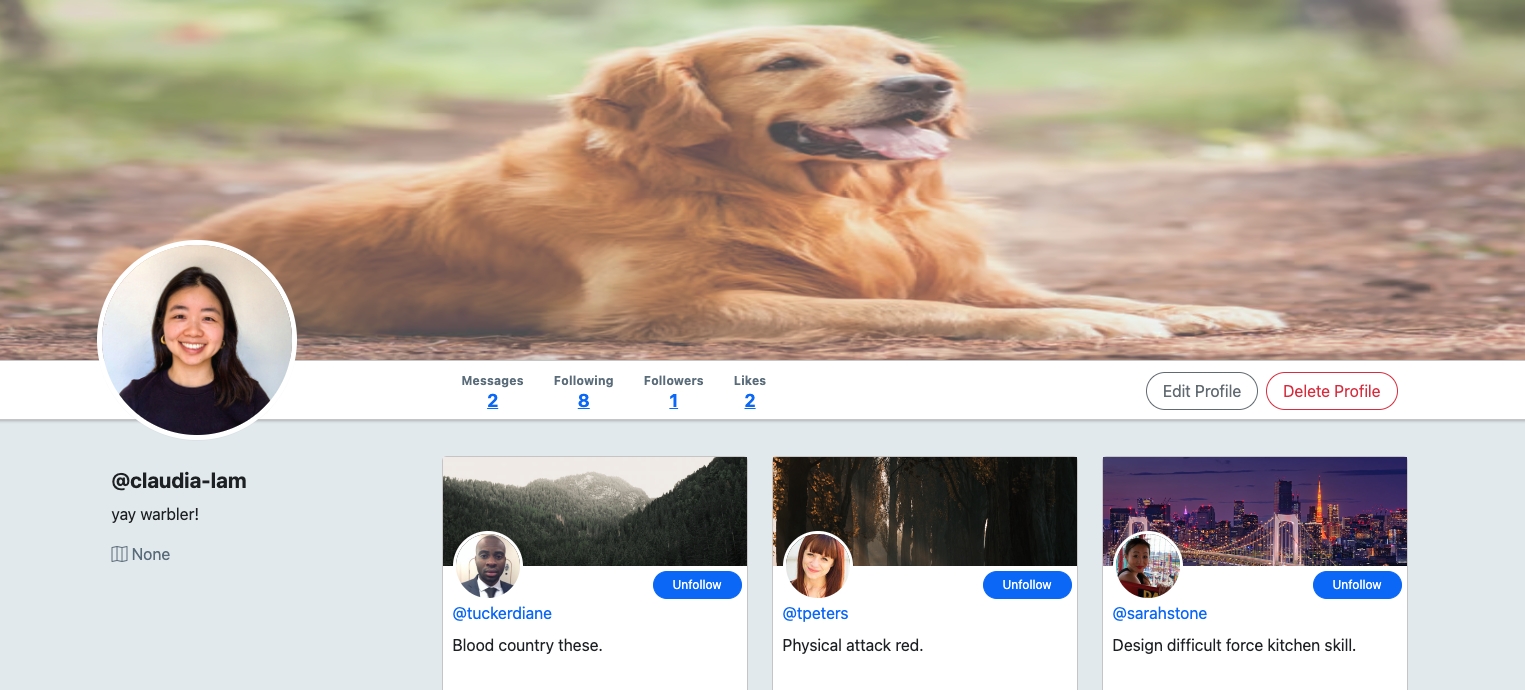 Messages Following Followers Likes
2 8 1 2
Edit Profile Delete Profile
@claudia-lam
yay warbler!
None
Unfollow
@tuckerdiane
Blood country these.
Unfollow
@tpeters
Physical attack red.
Unfollow
@sarahstone
Design difficult force kitchen skill.